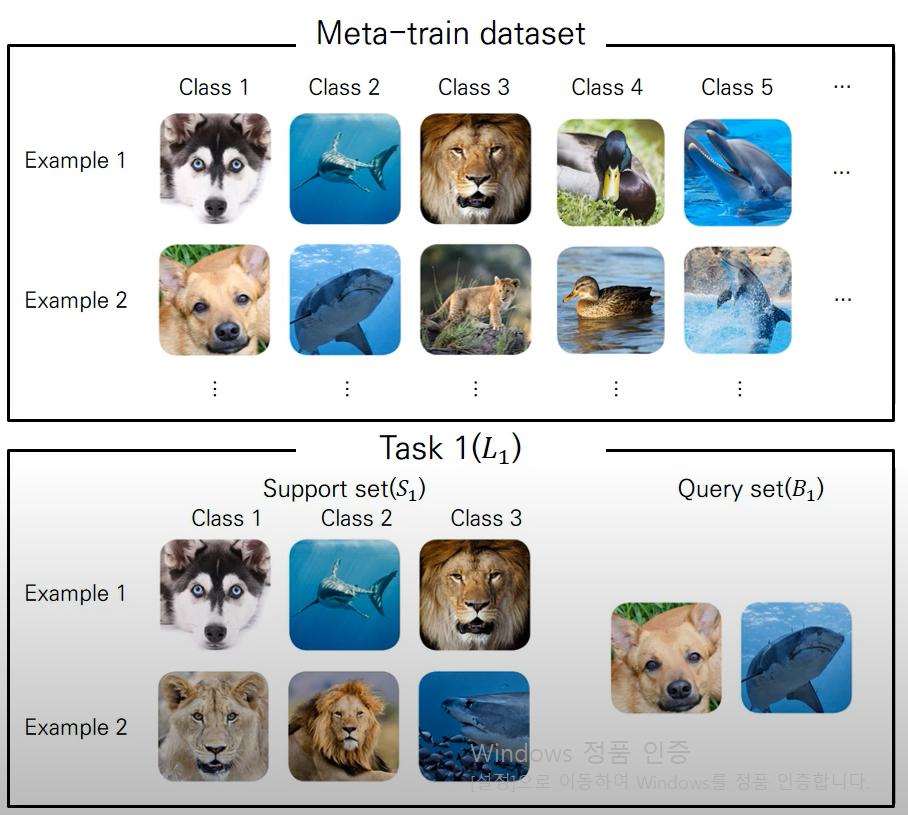 Meta-train dataset
Class 1 Class 2 Class 3 Class 4 Class 5 ...
Example 1 ...
Example 2 ...
⋮ ⋮ ⋮ ⋮ ⋮
Task 1(L₁)
Support set(S₁) Query set(B₁)
Class 1 Class 2 Class 3
Example 1
Example 2
Windows 정품 인증
[설정]으로 이동하여 Windows를 정품 인증합니다.